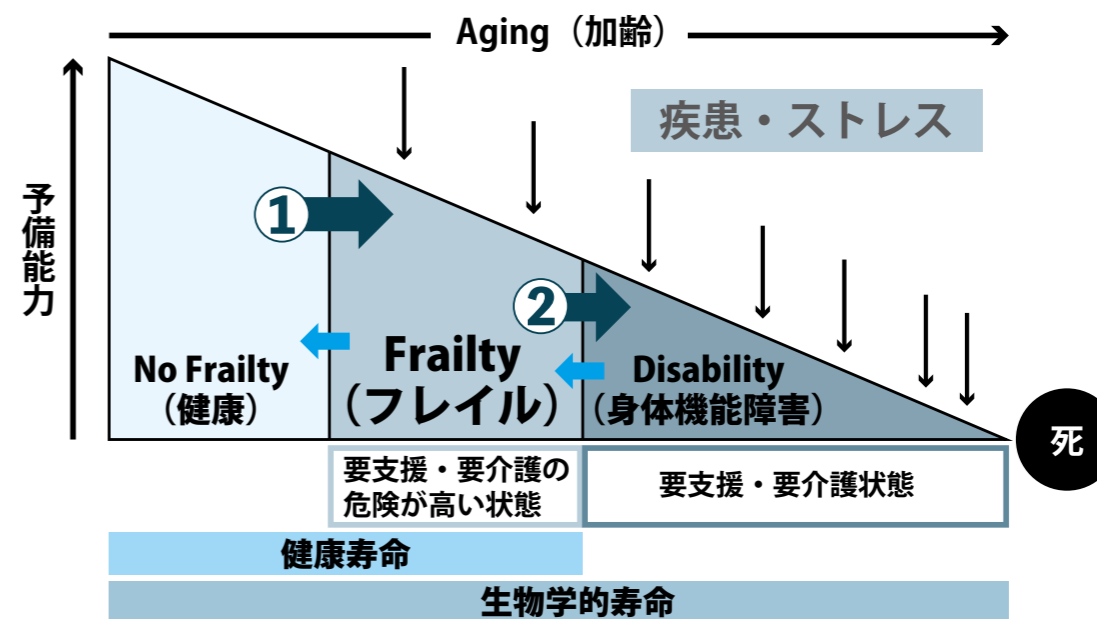 Aging（加齢）
疾患・ストレス
予備能力
①
②
No Frailty
（健康）
Frailty
（フレイル）
Disability
（身体機能障害）
死
要支援・要介護の
危険が高い状態
要支援・要介護状態
健康寿命
生物学的寿命